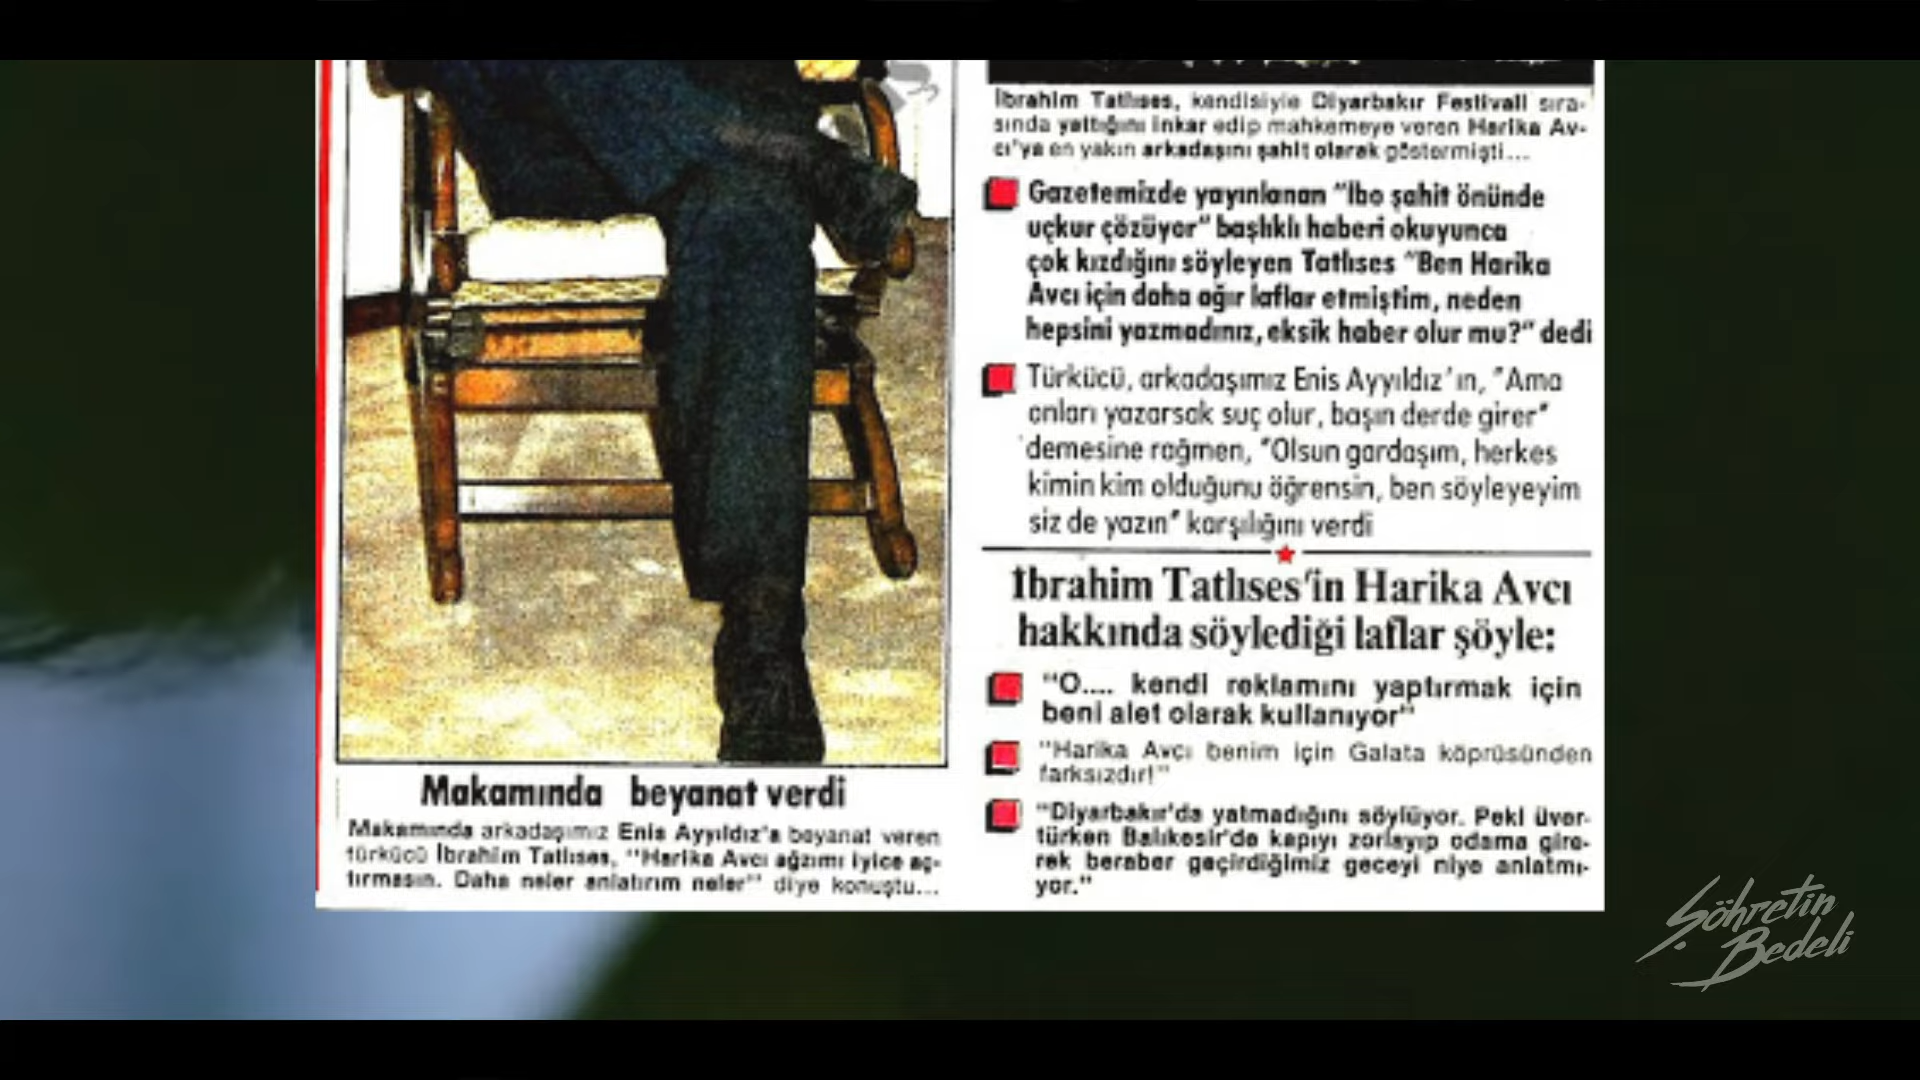 Makamında beyanat verdi
Makamında arkadaşımız Enis Ayyıldız'a beyanat veren
türkücü İbrahim Tatlıses, "Harika Avcı ağzımı iyice aç-
tırmasın. Daha neler anlatırım neler" diye konuştu...
İbrahim Tatlıses, kendisiyle Diyarbakır Festivali sıra-
sında yattığını inkar edip mahkemeye veren Harika Av-
cı'ya en yakın arkadaşını şahit olarak göstermişti...
Gazetemizde yayınlanan "İbo şahit önünde
uçkur çözüyor" başlıklı haberi okuyunca
çok kızdığını söyleyen Tatlıses "Ben Harika
Avcı için daha ağır laflar etmiştim, neden
hepsini yazmadınız, eksik haber olur mu?" dedi
Türkücü, arkadaşımız Enis Ayyıldız'ın, "Ama
onları yazarsak suç olur, başın derde girer"
demesine rağmen, "Olsun gardaşım, herkes
kimin kim olduğunu öğrensin, ben söyleyeyim
siz de yazın" karşılığını verdi
İbrahim Tatlıses'in Harika Avcı
hakkında söylediği laflar şöyle:
"O.... kendi reklamını yaptırmak için
beni alet olarak kullanıyor"
"Harika Avcı benim için Galata köprüsünden
farksızdır!"
"Diyarbakır'da yatmadığını söylüyor. Peki üver-
türken Balıkesir'de kapıyı zorlayıp odama gire-
rek beraber geçirdiğimiz geceyi niye anlatmı-
yor."
Şöhretin
Bedeli